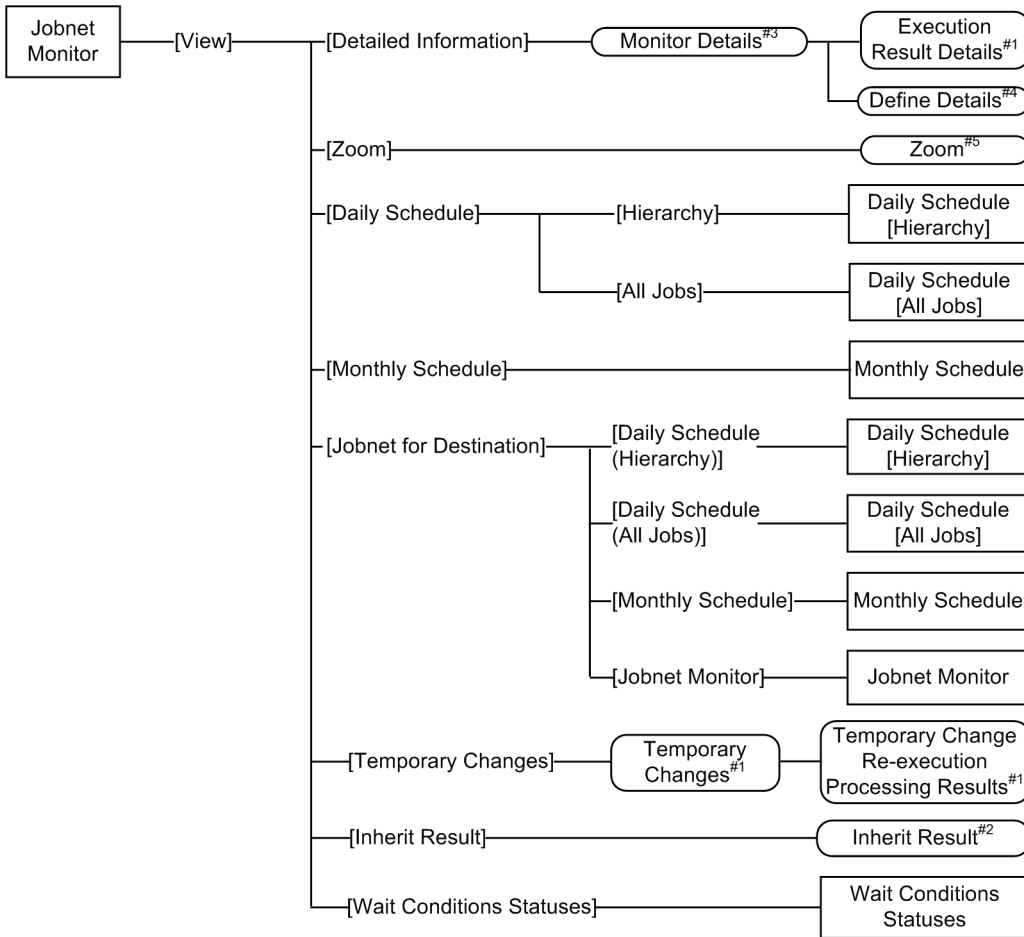 Jobnet
Monitor
[View]
[Detailed Information]
Monitor Details#3
Execution
Result Details#1
Define Details#4
[Zoom]
Zoom#5
[Daily Schedule]
[Hierarchy]
Daily Schedule
[Hierarchy]
[All Jobs]
Daily Schedule
[All Jobs]
[Monthly Schedule]
Monthly Schedule
[Jobnet for Destination]
[Daily Schedule
(Hierarchy)]
Daily Schedule
[Hierarchy]
[Daily Schedule
(All Jobs)]
Daily Schedule
[All Jobs]
[Monthly Schedule]
Monthly Schedule
[Jobnet Monitor]
Jobnet Monitor
[Temporary Changes]
Temporary
Changes#1
Temporary Change
Re-execution
Processing Results#1
[Inherit Result]
Inherit Result#2
[Wait Conditions Statuses]
Wait Conditions
Statuses